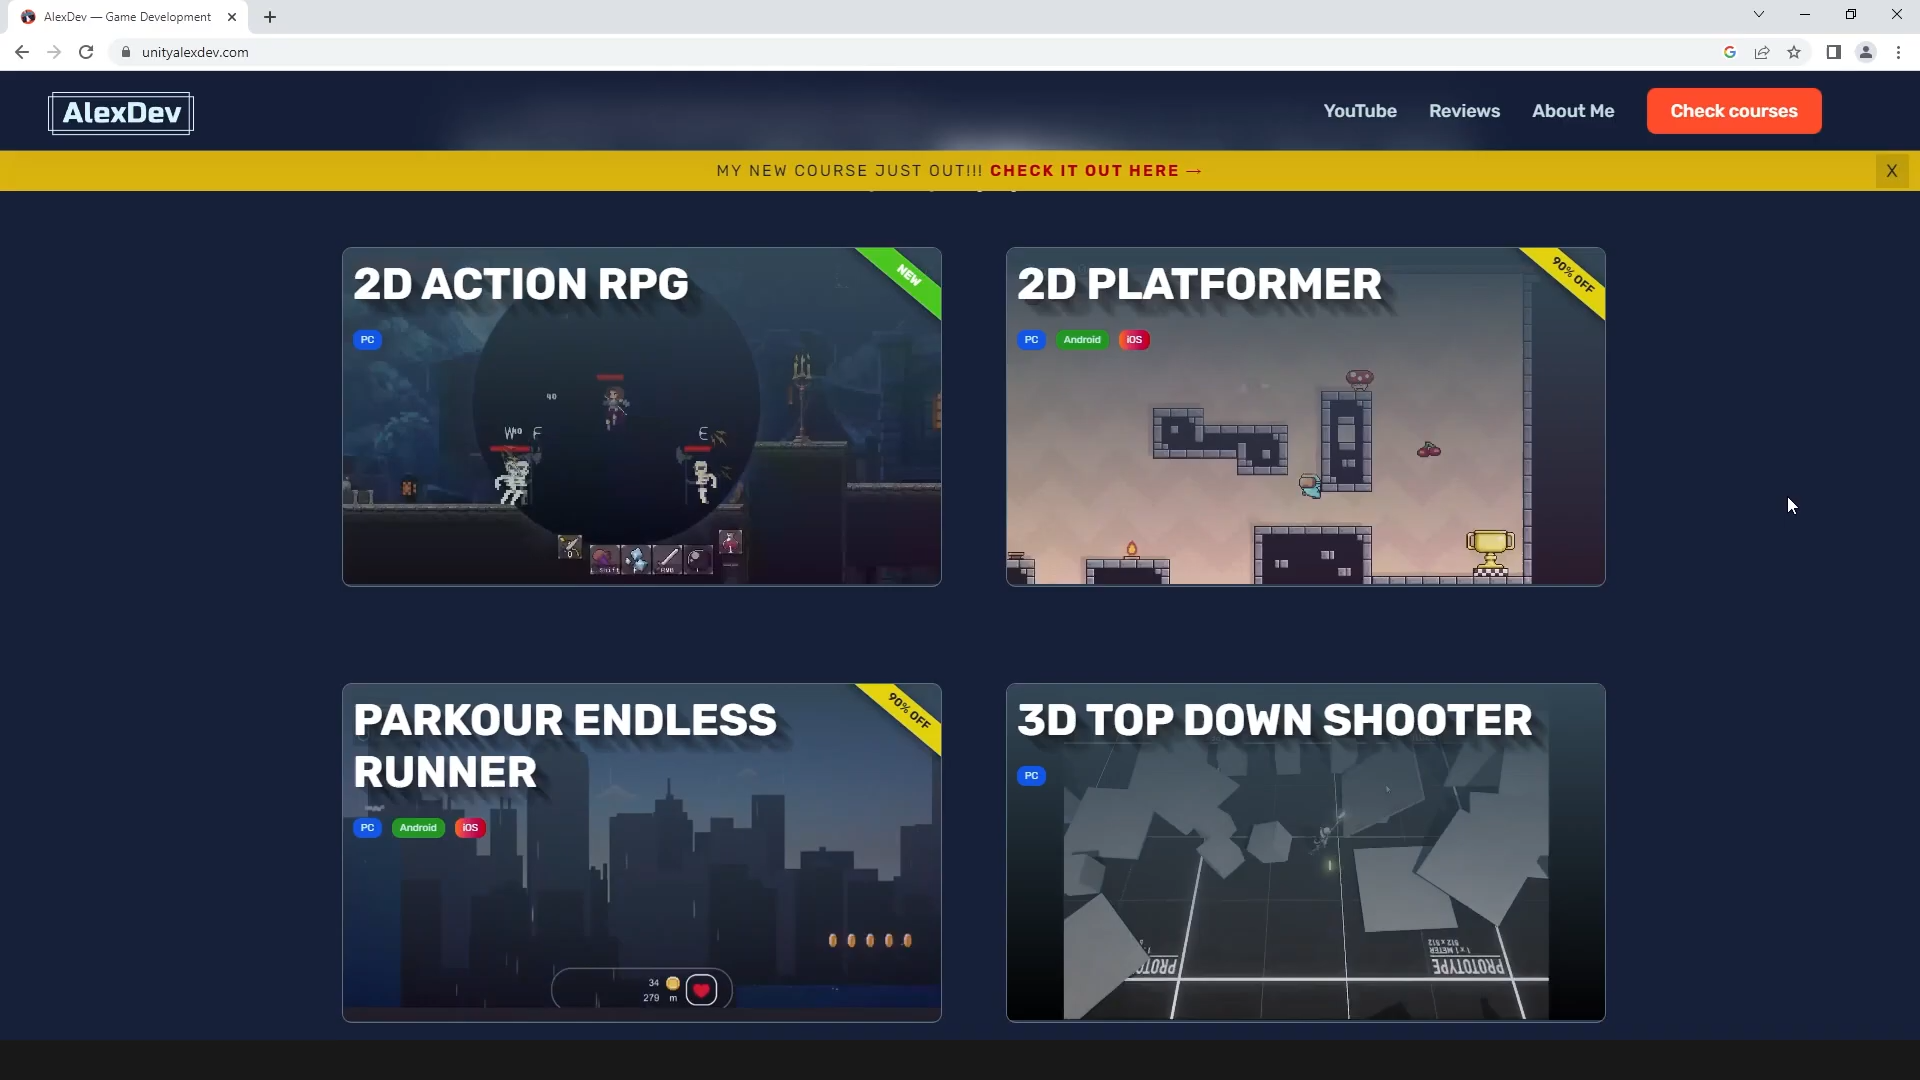 AlexDev — Game Development
unityalexdev.com
AlexDev
YouTube
Reviews
About Me
Check courses
MY NEW COURSE JUST OUT!!! CHECK IT OUT HERE →
X
2D ACTION RPG
NEW
PC
40
E
2D PLATFORMER
90% OFF
PC
Android
iOS
PARKOUR ENDLESS
RUNNER
90% OFF
PC
Android
iOS
34
279 m
3D TOP DOWN SHOOTER
PC
PROTOTYPE